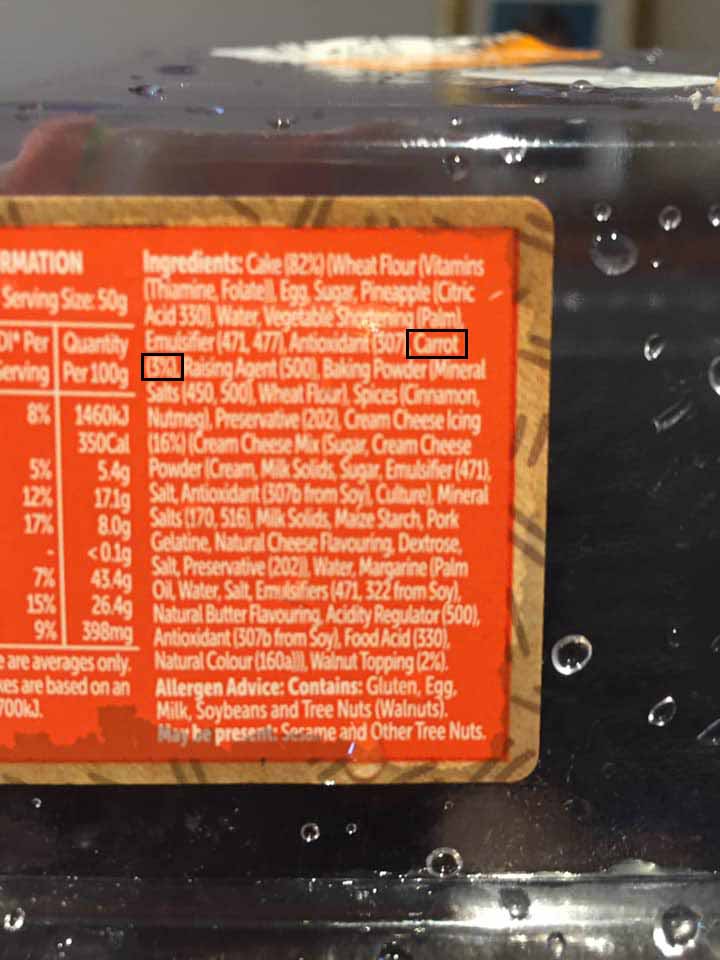 RMATION
Serving Size: 50g
DI* Per Quantity
Serving Per 100g
8% 1460kJ
350Cal
5% 5.4g
12% 17.1g
17% 8.0g
- <0.1g
7% 43.4g
15% 26.4g
9% 398mg
e are averages only.
kes are based on an
700kJ.
Ingredients: Cake (82%) (Wheat Flour (Vitamins
(Thiamine, Folate)), Egg, Sugar, Pineapple (Citric
Acid 330), Water, Vegetable Shortening (Palm),
Emulsifier (471, 477), Antioxidant (307), Carrot
(3%), Raising Agent (500), Baking Powder (Mineral
Salts (450, 500), Wheat Flour), Spices (Cinnamon,
Nutmeg), Preservative (202), Cream Cheese Icing
(16%) (Cream Cheese Mix (Sugar, Cream Cheese
Powder (Cream, Milk Solids, Sugar, Emulsifier (471),
Salt, Antioxidant (307b from Soy), Culture), Mineral
Salts (170, 516), Milk Solids, Maize Starch, Pork
Gelatine, Natural Cheese Flavouring, Dextrose,
Salt, Preservative (202)), Water, Margarine (Palm
Oil, Water, Salt, Emulsifiers (471, 322 from Soy),
Natural Butter Flavouring, Acidity Regulator (500),
Antioxidant (307b from Soy), Food Acid (330),
Natural Colour (160a))), Walnut Topping (2%).
Allergen Advice: Contains: Gluten, Egg,
Milk, Soybeans and Tree Nuts (Walnuts).
May be present: Sesame and Other Tree Nuts.